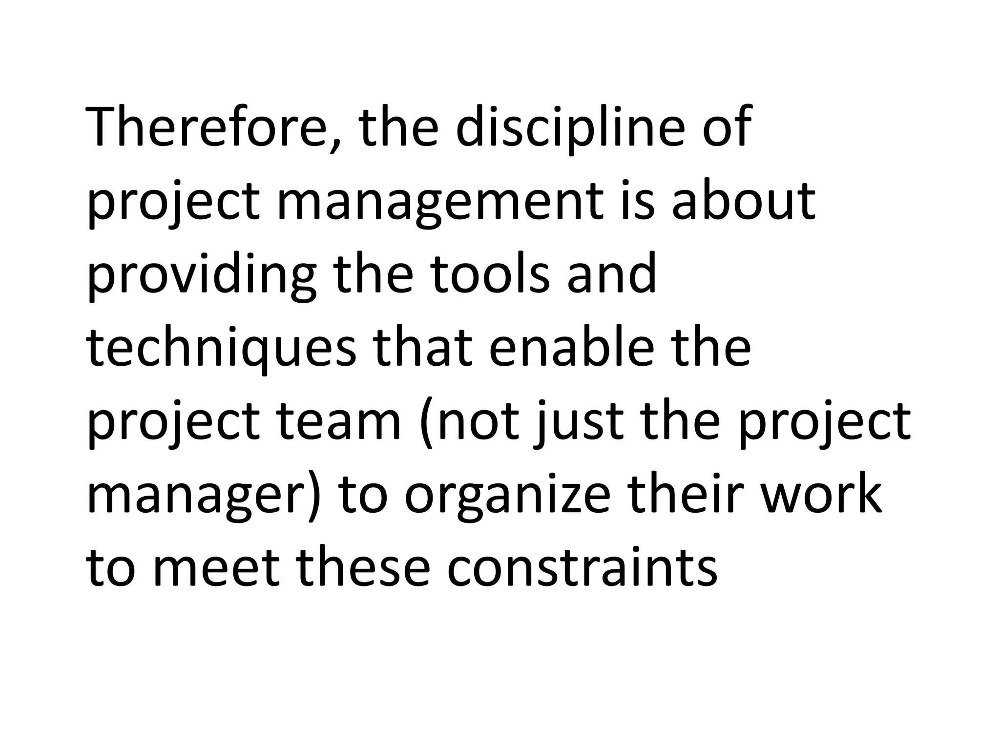 Therefore, the discipline of
project management is about
providing the tools and
techniques that enable the
project team (not just the project
manager) to organize their work
to meet these constraints